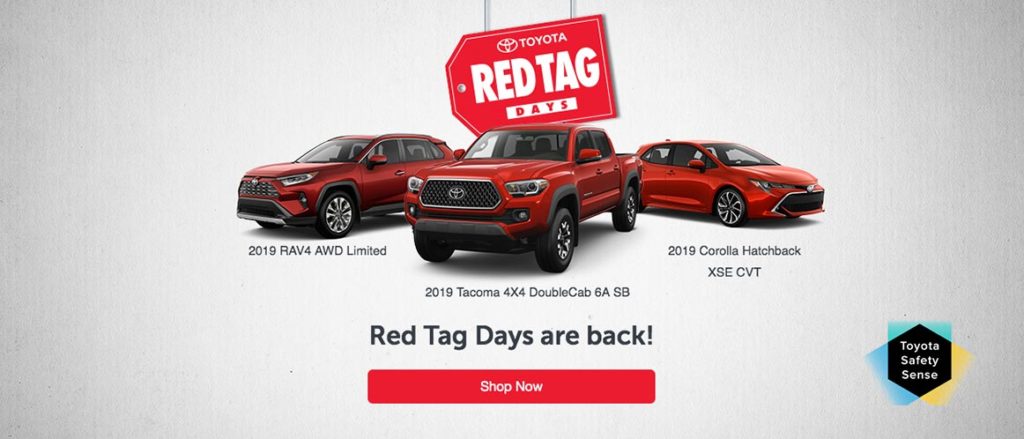 TOYOTA
RED TAG
DAYS
2019 RAV4 AWD Limited
2019 Corolla Hatchback
XSE CVT
2019 Tacoma 4X4 DoubleCab 6A SB
Red Tag Days are back!
Shop Now
Toyota
Safety
Sense